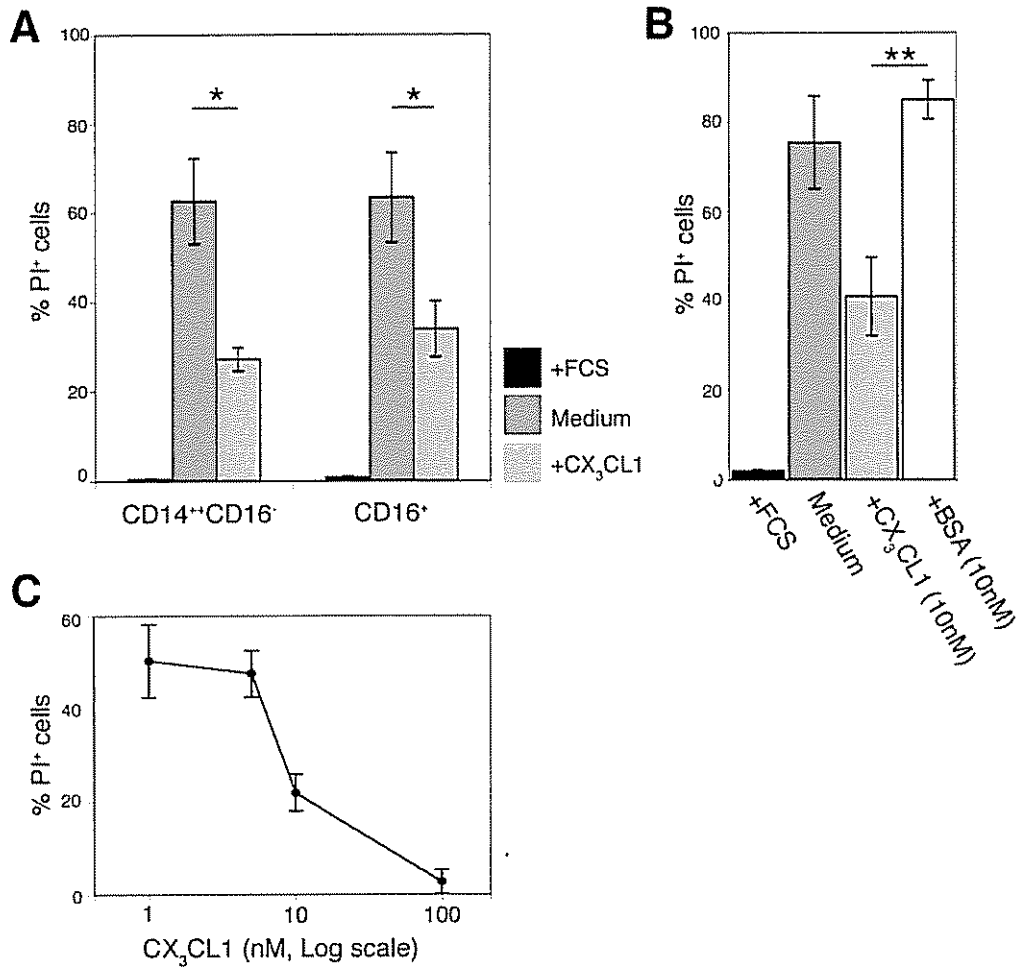 A
100
80
60
40
20
0
% PI⁺ cells
*
*
CD14⁺⁺CD16⁻
CD16⁺
+FCS
Medium
+CX₃CL1
B
100
80
60
40
20
% PI⁺ cells
**
+FCS
Medium
+CX₃CL1 (10nM)
+BSA (10nM)
C
60
40
20
0
% PI⁺ cells
1
10
100
CX₃CL1 (nM, Log scale)